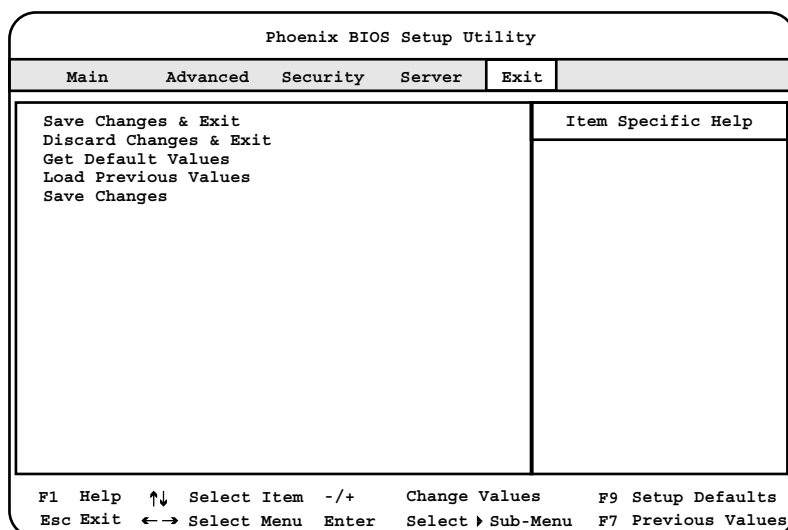 Phoenix BIOS Setup Utility
Main Advanced Security Server Exit
Save Changes & Exit
Discard Changes & Exit
Get Default Values
Load Previous Values
Save Changes
Item Specific Help
F1 Help ↑↓ Select Item -/+ Change Values F9 Setup Defaults
Esc Exit ←→ Select Menu Enter Select ▶ Sub-Menu F7 Previous Values